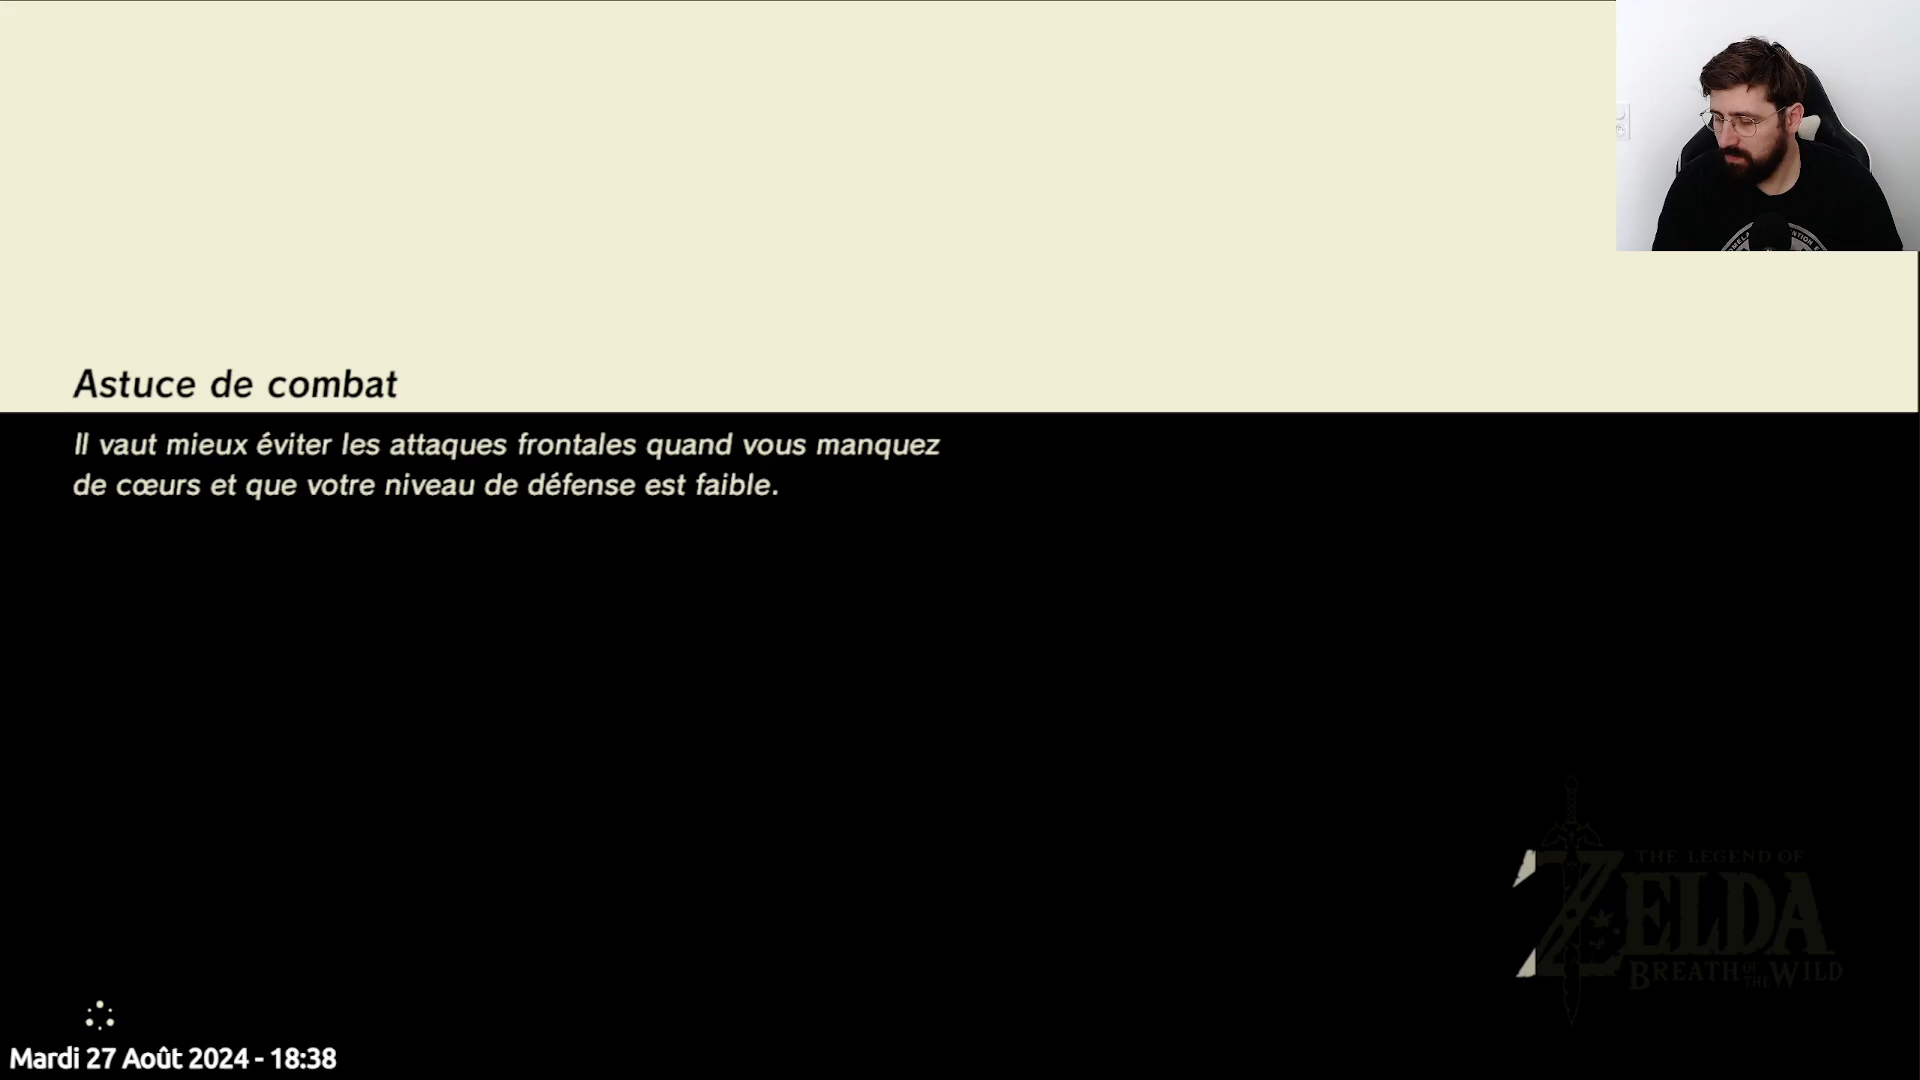 Astuce de combat
Il vaut mieux éviter les attaques frontales quand vous manquez
de cœurs et que votre niveau de défense est faible.
THE LEGEND OF
ZELDA
BREATH OF THE WILD
Mardi 27 Août 2024 - 18:38